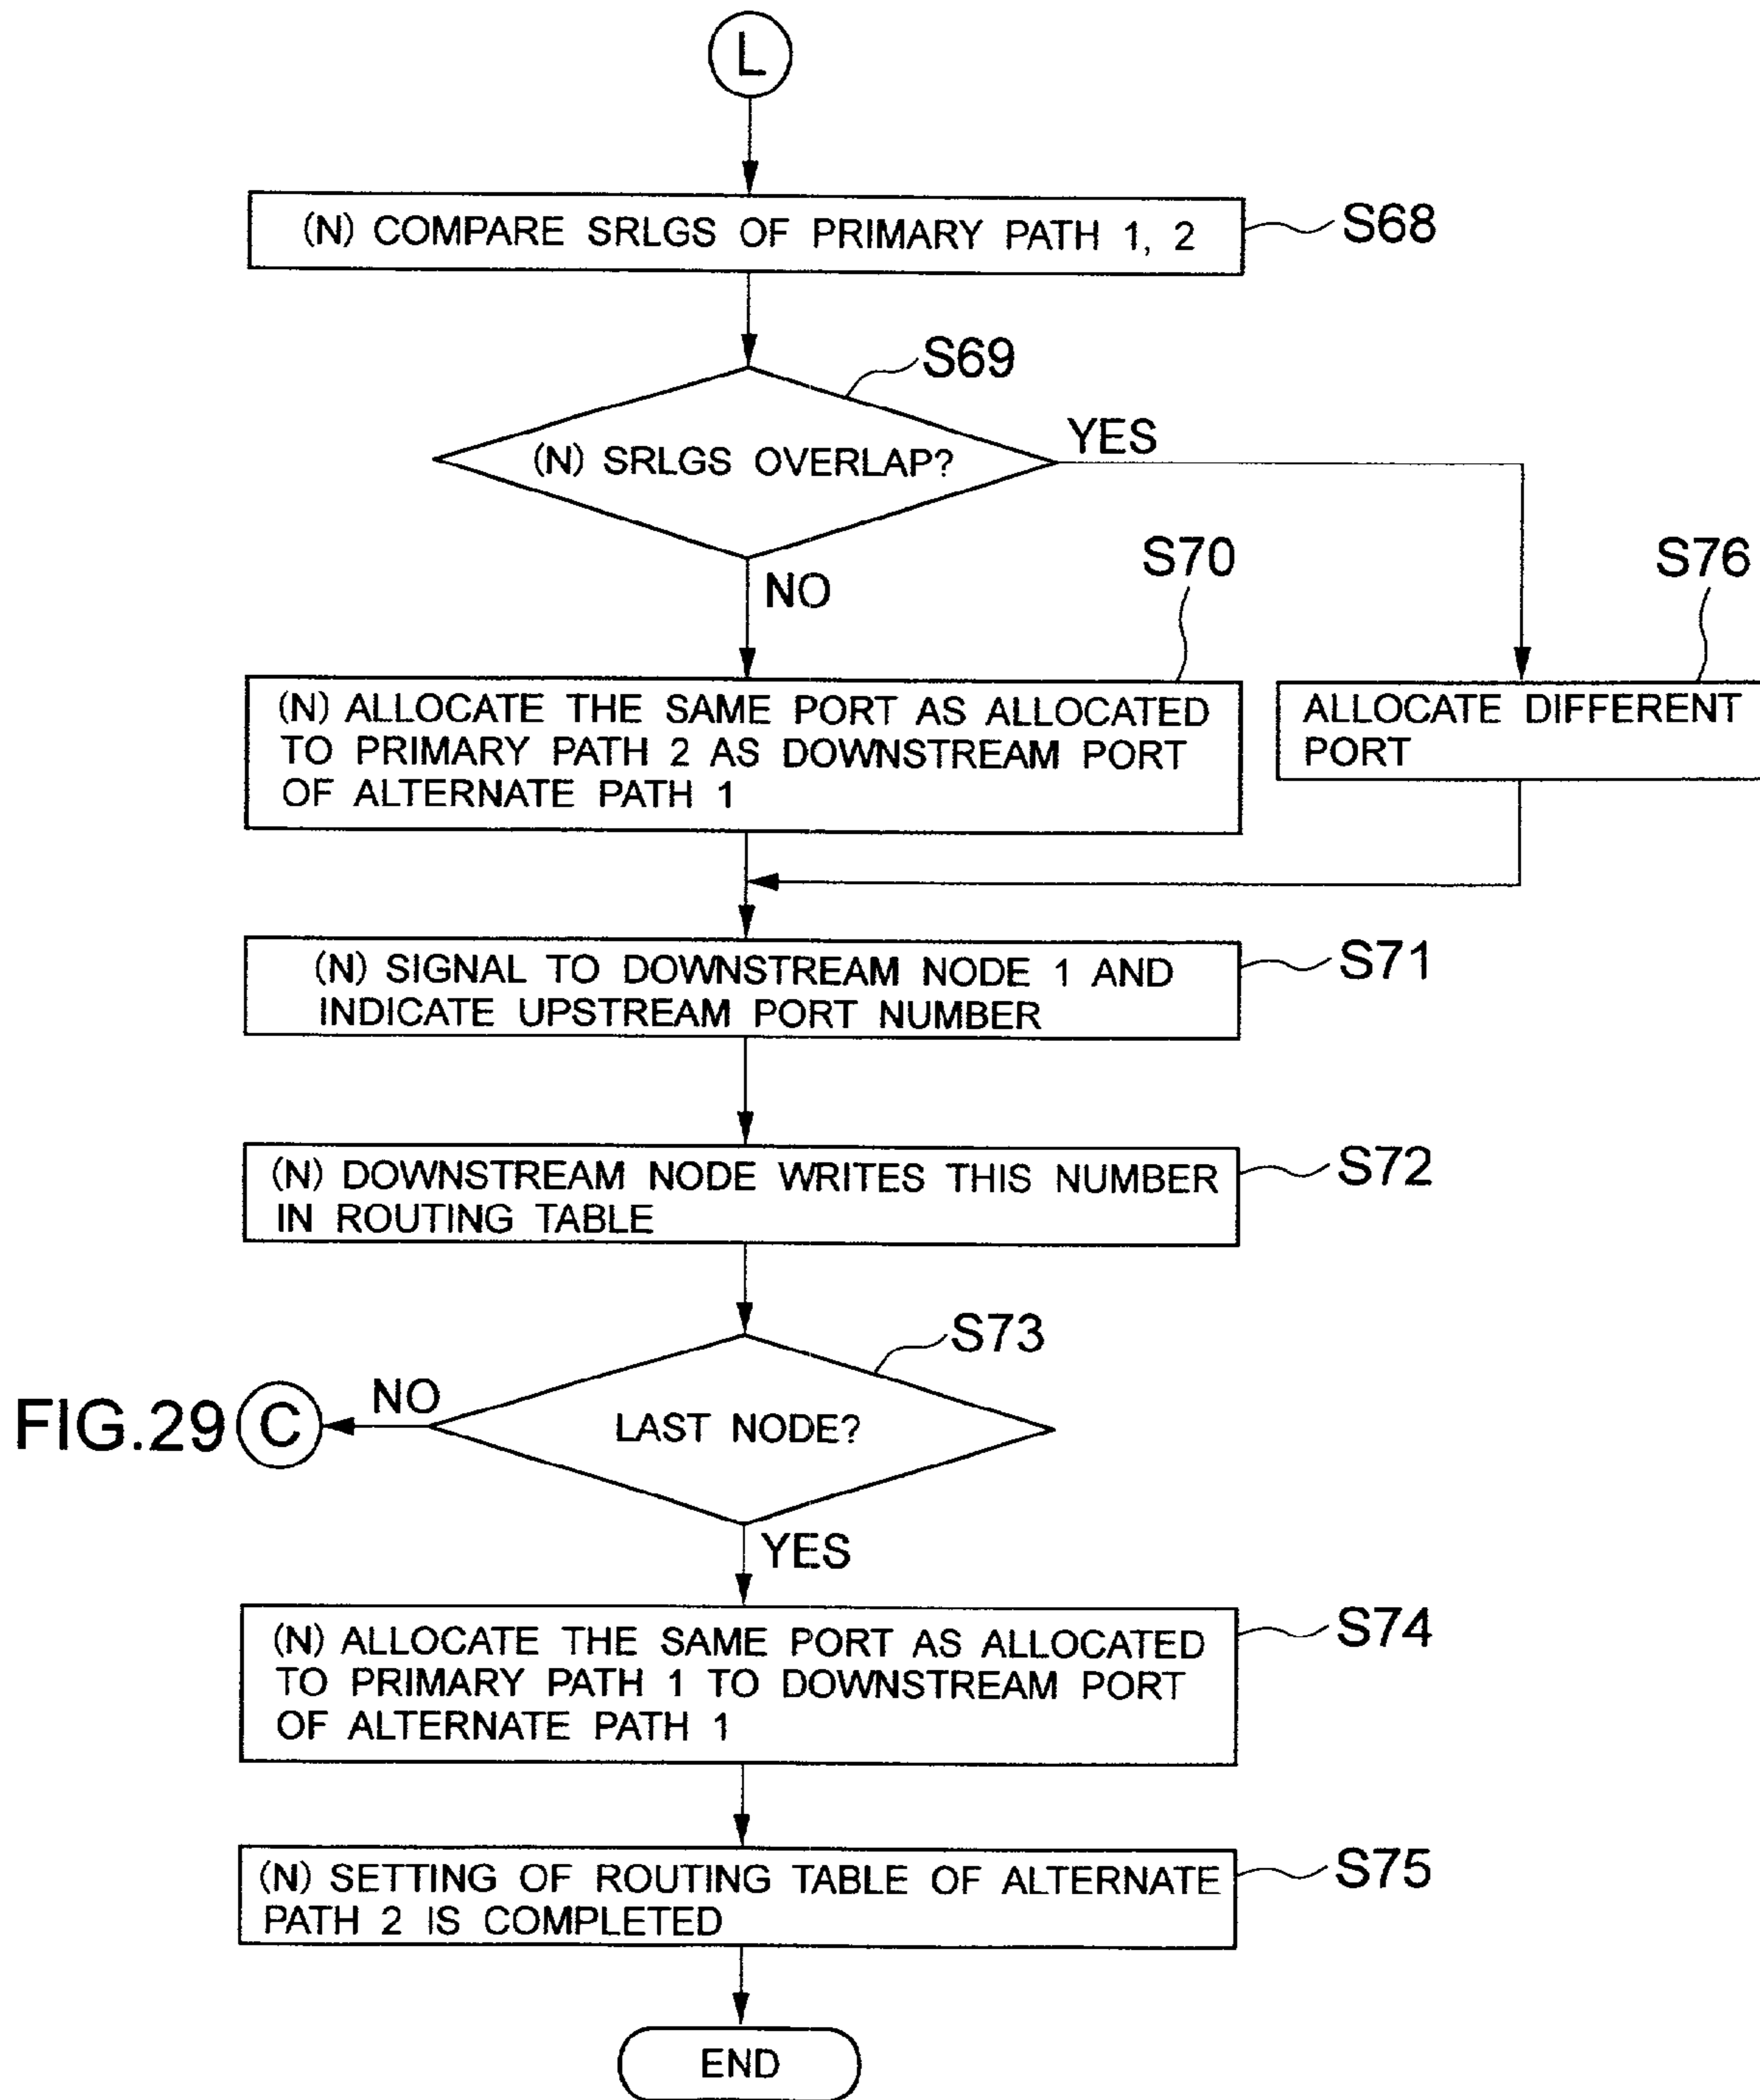 L
(N) COMPARE SRLGS OF PRIMARY PATH 1, 2
S68
S69
(N) SRLGS OVERLAP?
YES
NO
S70
S76
(N) ALLOCATE THE SAME PORT AS ALLOCATED
TO PRIMARY PATH 2 AS DOWNSTREAM PORT
OF ALTERNATE PATH 1
ALLOCATE DIFFERENT
PORT
(N) SIGNAL TO DOWNSTREAM NODE 1 AND
INDICATE UPSTREAM PORT NUMBER
S71
(N) DOWNSTREAM NODE WRITES THIS NUMBER
IN ROUTING TABLE
S72
S73
FIG.29
C
NO
LAST NODE?
YES
(N) ALLOCATE THE SAME PORT AS ALLOCATED
TO PRIMARY PATH 1 TO DOWNSTREAM PORT
OF ALTERNATE PATH 1
S74
(N) SETTING OF ROUTING TABLE OF ALTERNATE
PATH 2 IS COMPLETED
S75
END